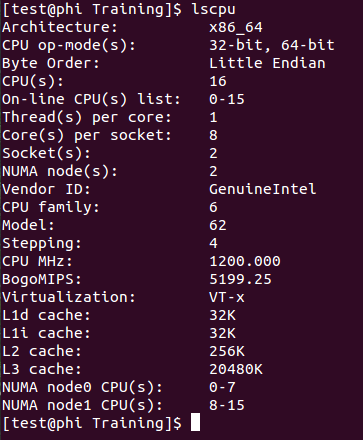 [test@phi Training]$ lscpu
Architecture: x86_64
CPU op-mode(s): 32-bit, 64-bit
Byte Order: Little Endian
CPU(s): 16
On-line CPU(s) list: 0-15
Thread(s) per core: 1
Core(s) per socket: 8
Socket(s): 2
NUMA node(s): 2
Vendor ID: GenuineIntel
CPU family: 6
Model: 62
Stepping: 4
CPU MHz: 1200.000
BogoMIPS: 5199.25
Virtualization: VT-x
L1d cache: 32K
L1i cache: 32K
L2 cache: 256K
L3 cache: 20480K
NUMA node0 CPU(s): 0-7
NUMA node1 CPU(s): 8-15
[test@phi Training]$